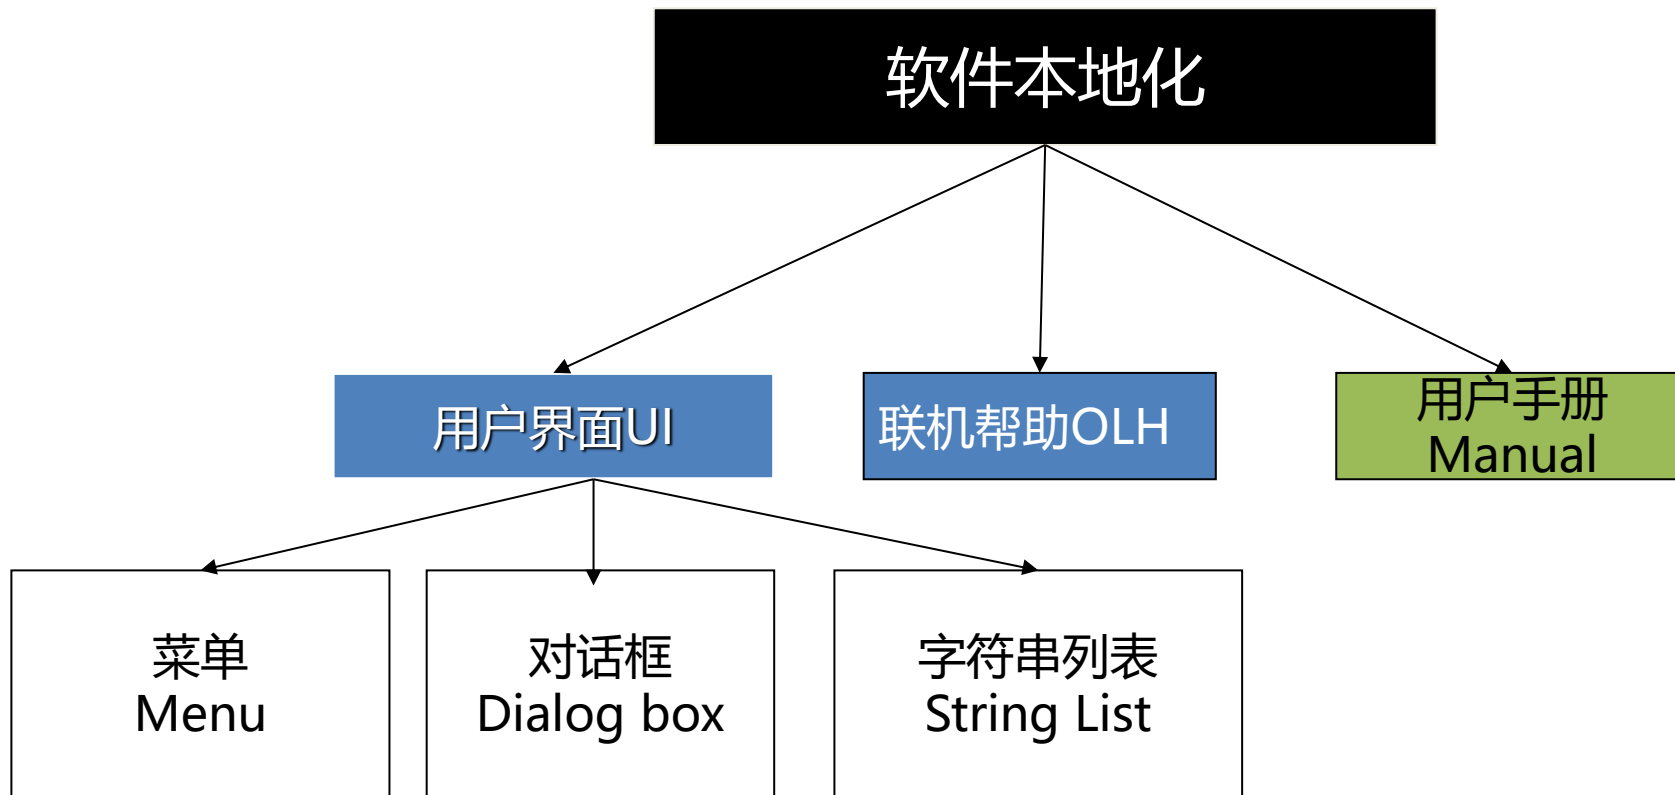 软件本地化
用户界面UI
联机帮助OLH
用户手册
Manual
菜单
Menu
对话框
Dialog box
字符串列表
String List